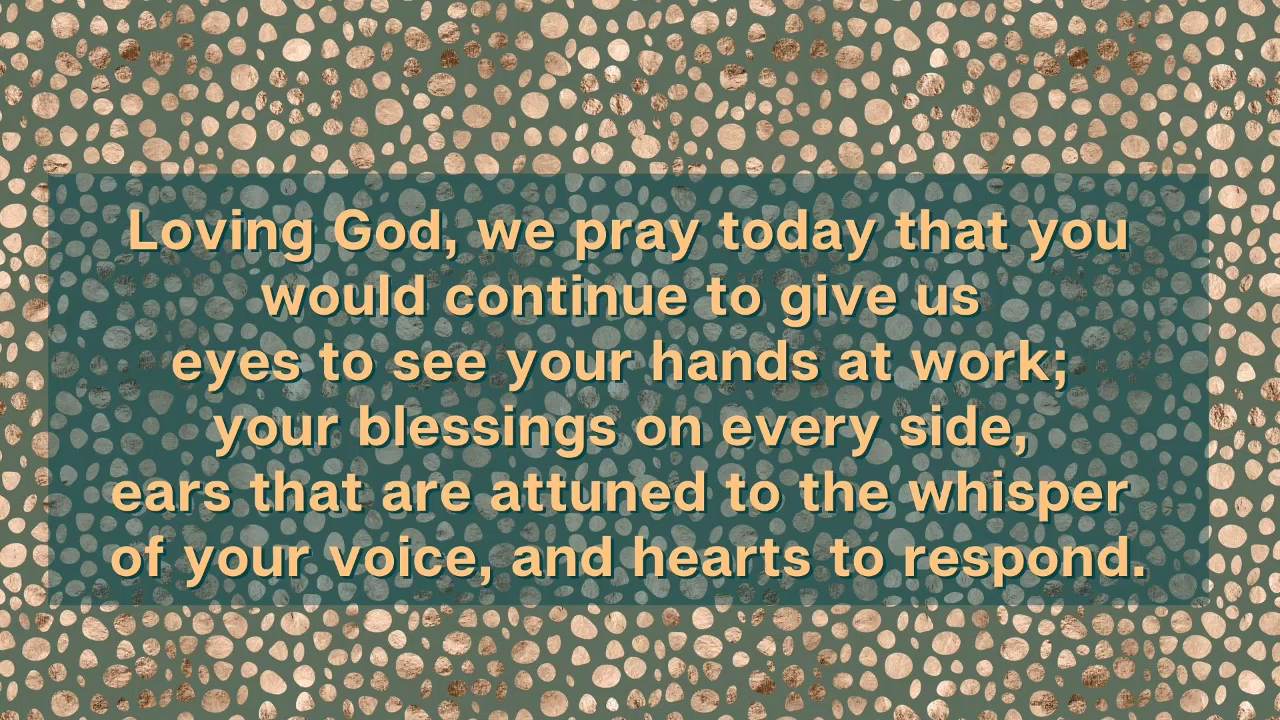 Loving God, we pray today that you
would continue to give us
eyes to see your hands at work;
your blessings on every side,
ears that are attuned to the whisper
of your voice, and hearts to respond.